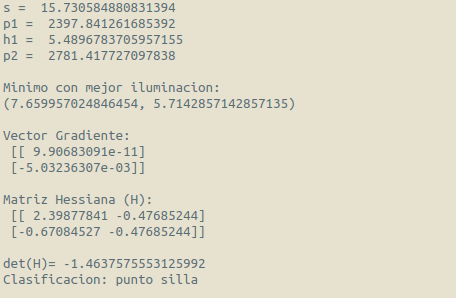 s =  15.730584880831394
p1 =  2397.841261685392
h1 =  5.4896783705957155
p2 =  2781.417727097838
Minimo con mejor iluminacion:
(7.659957024846454, 5.7142857142857135)
Vector Gradiente:
[[ 9.90683091e-11]
[-5.03236307e-03]]
Matriz Hessiana (H):
[[ 2.39877841 -0.47685244]
[-0.67084527 -0.47685244]]
det(H)= -1.4637575553125992
Clasificacion: punto silla